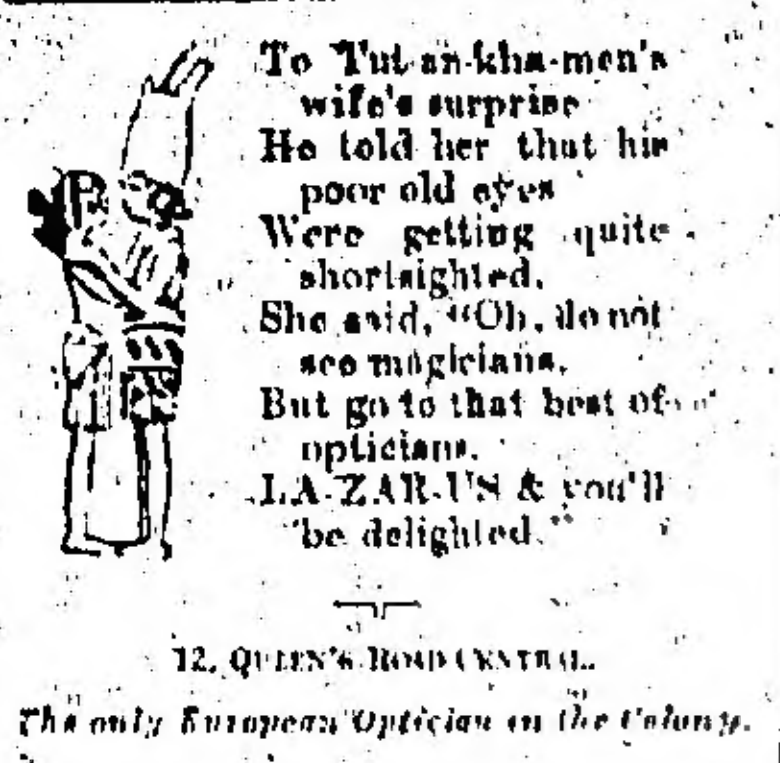 To Tut-an-kha-men's
wife's surprise
He told her that his
poor old eyes
Were getting quite
shortsighted.
She said, "Oh, do not
see magicians,
But go to that best of
opticians.
LA-ZAR-US & you'll
be delighted."
12, QUEEN'S ROAD CENTRAL.
The only European Optician in the Colony.